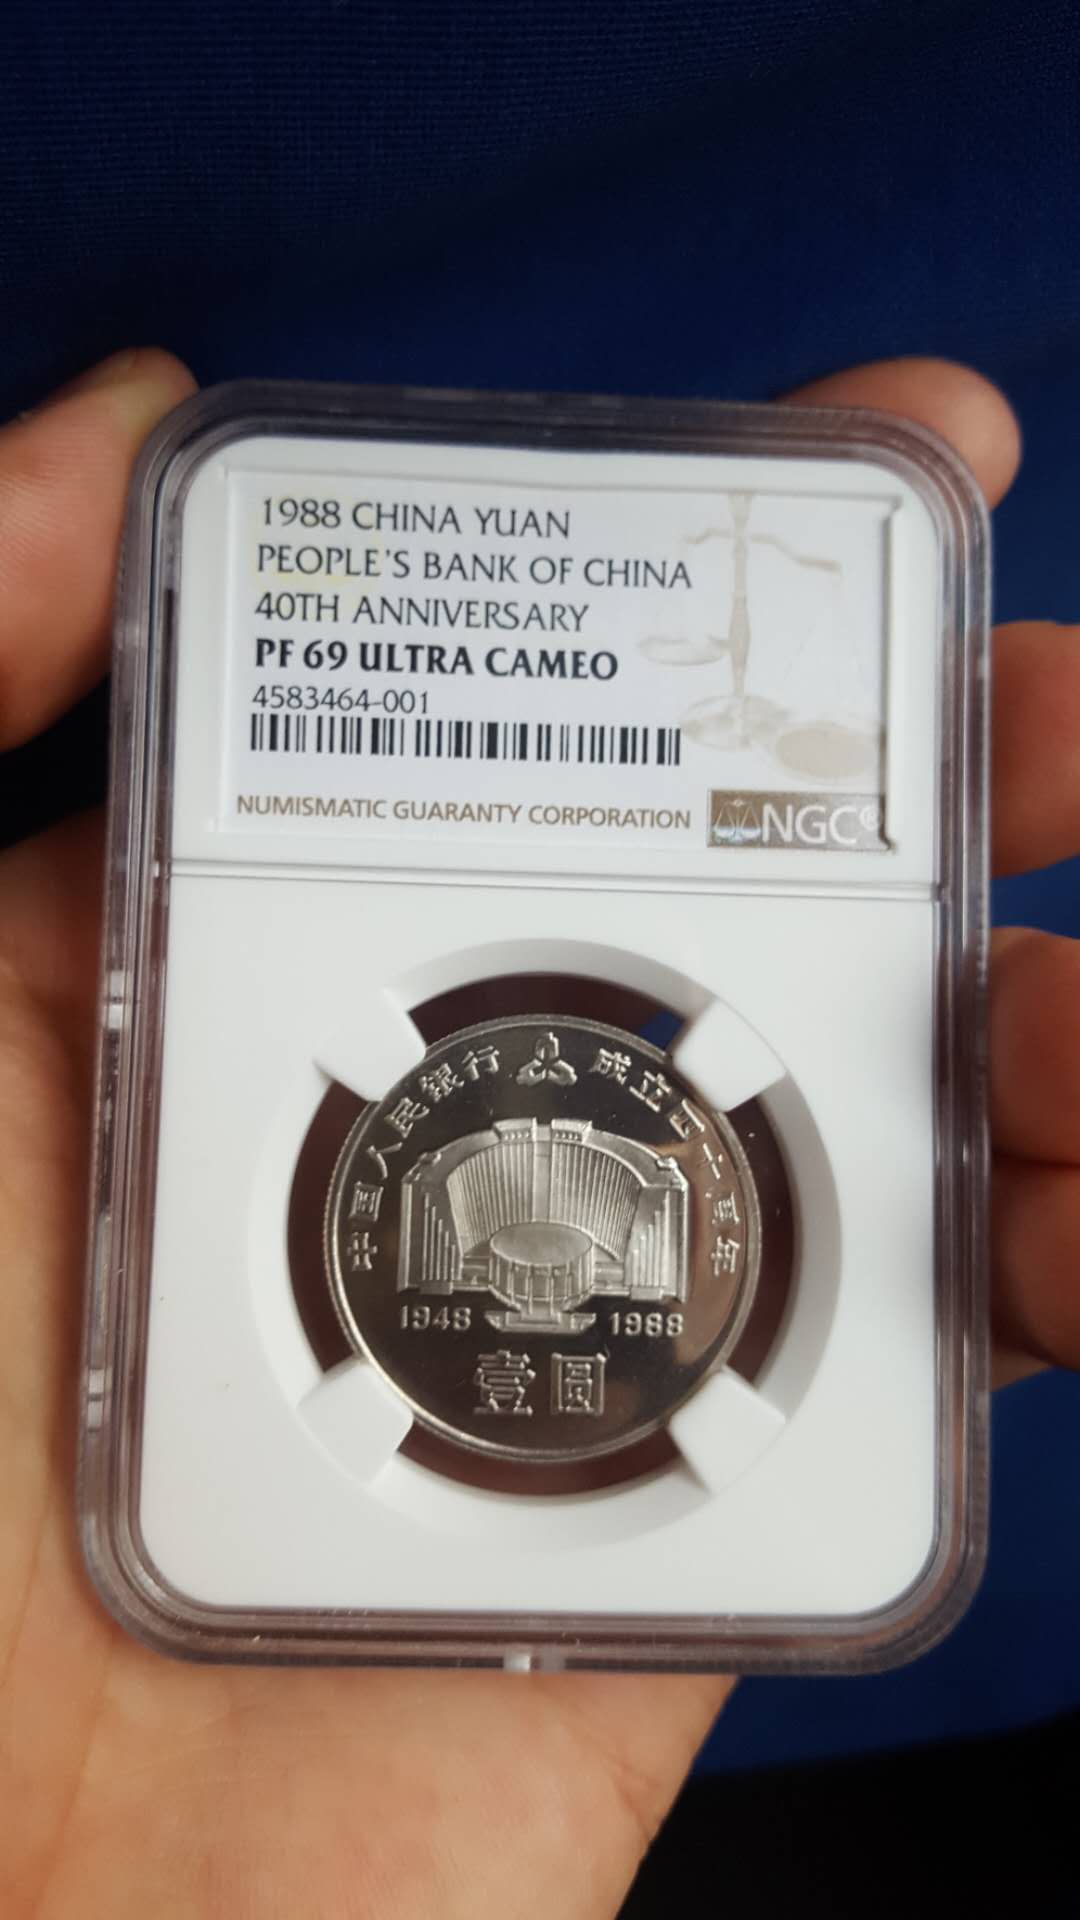 1988 CHINA YUAN
PEOPLE'S BANK OF CHINA
40TH ANNIVERSARY
PF 69 ULTRA CAMEO
4583464-001
NUMISMATIC GUARANTY CORPORATION
NGC®
中国人民银行 成立四十周年
1948 1988
壹圆